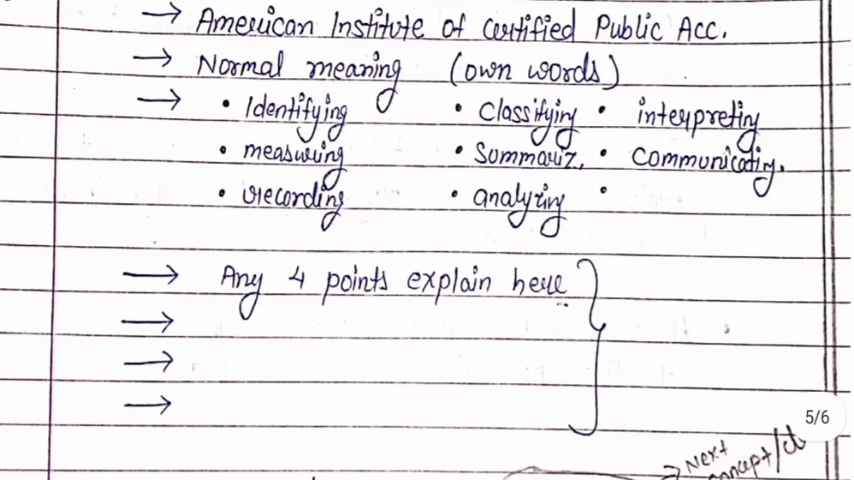 → American Institute of certified Public Acc.
→ Normal meaning (own words)
→ • Identifying • Classifying • interpreting
• measuring • Summariz. • Communicating.
• recording • analyzing •
→ Any 4 points explain here
→
→
→
5/6
→ Next
concept/d